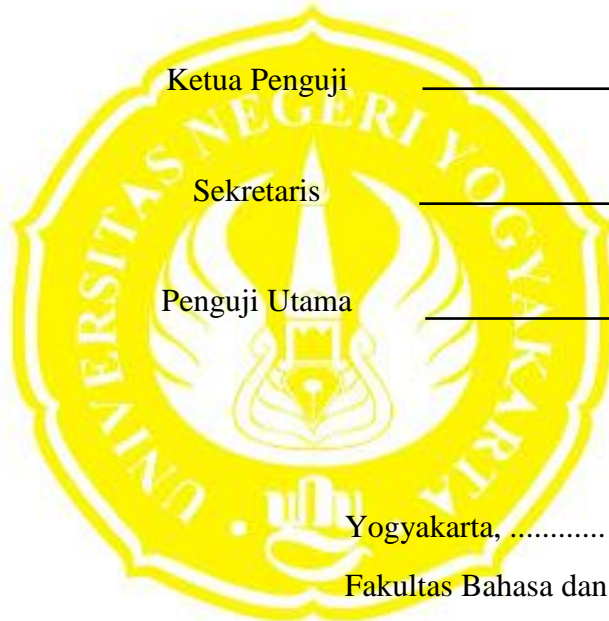 Ketua Penguji
Sekretaris
Penguji Utama
UNIVERSITAS NEGERI YOGYAKARTA
Yogyakarta, ............
Fakultas Bahasa dan